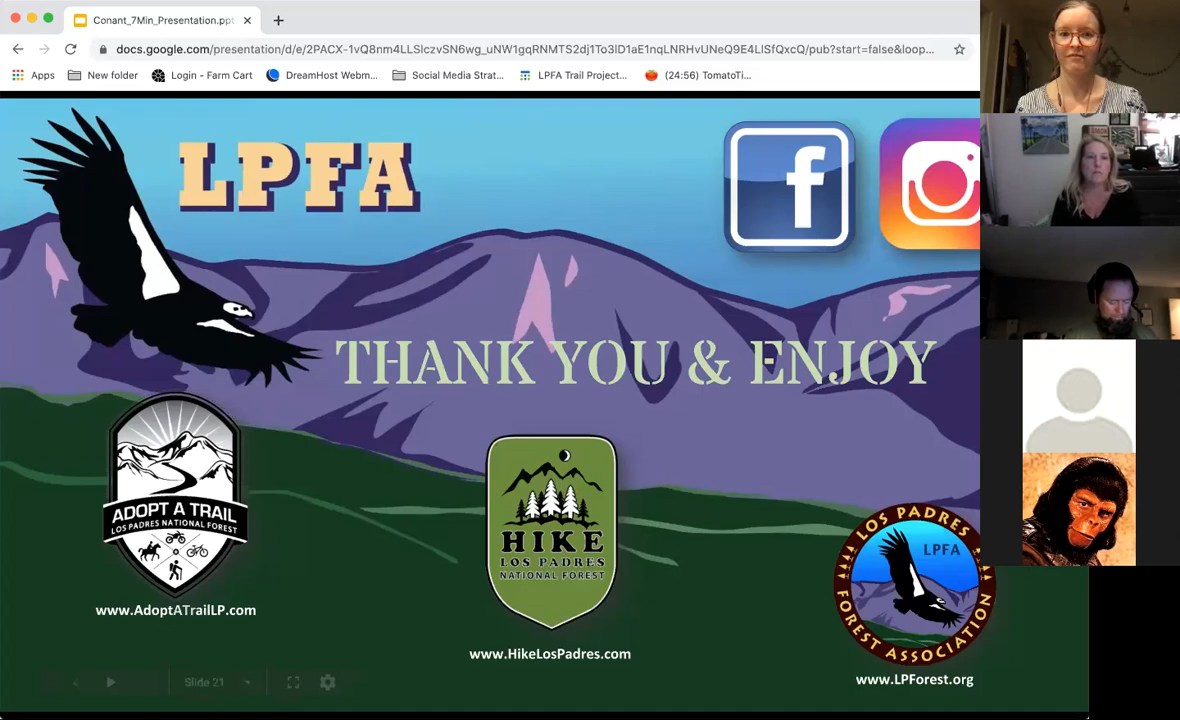 Conant_7Min_Presentation.ppt
docs.google.com/presentation/d/e/2PACX-1vQ8nm4LLSlczvSN6wg_uNW1gqRNMTS2dj1To3lD1aE1nqLNRHvUNeQ9E4LlSfQxcQ/pub?start=false&loop...
Apps New folder Login - Farm Cart DreamHost Webm... Social Media Strat... LPFA Trail Project... (24:56) TomatoTi...
LPFA
THANK YOU & ENJOY
ADOPT A TRAIL
LOS PADRES NATIONAL FOREST
www.AdoptATrailLP.com
HIKE
LOS PADRES
NATIONAL FOREST
www.HikeLosPadres.com
LOS PADRES
LPFA
FOREST ASSOCIATION
www.LPForest.org
Slide 21